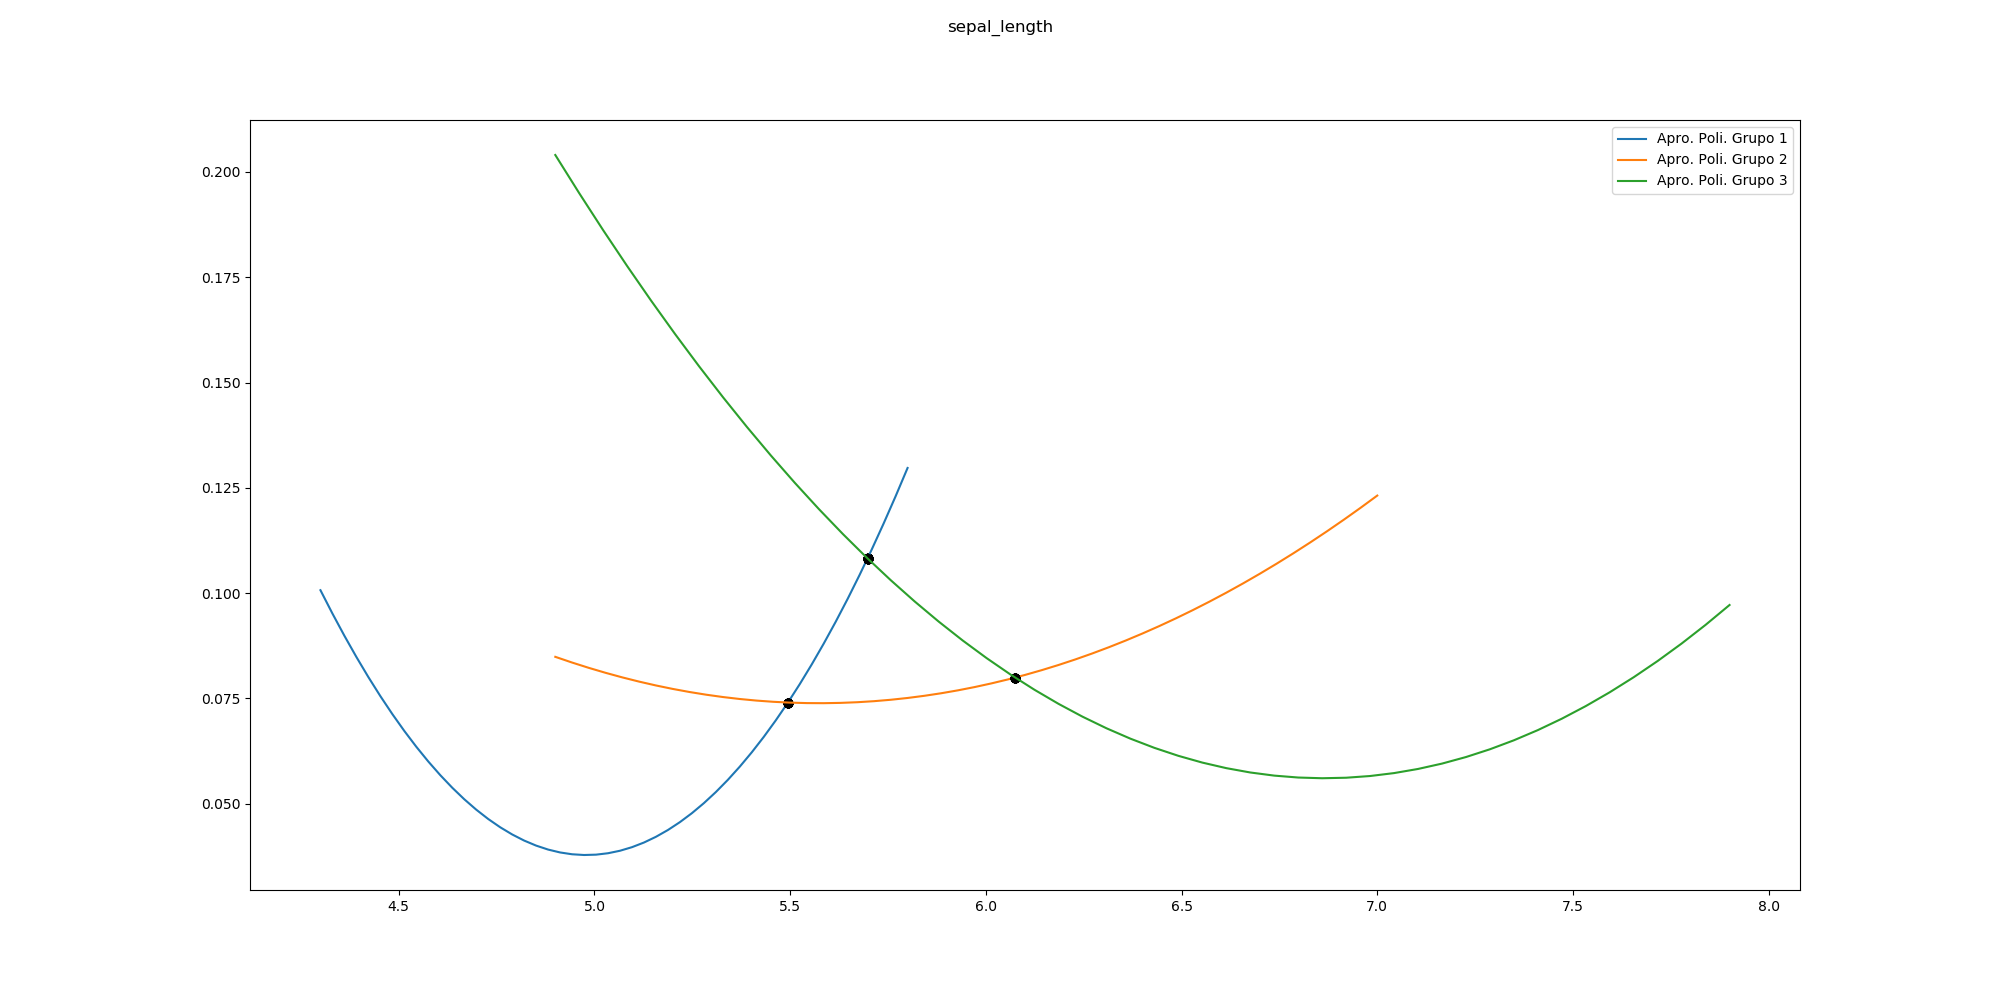 sepal_length
Apro. Poli. Grupo 1
Apro. Poli. Grupo 2
Apro. Poli. Grupo 3
0.200
0.175
0.150
0.125
0.100
0.075
0.050
4.5 5.0 5.5 6.0 6.5 7.0 7.5 8.0